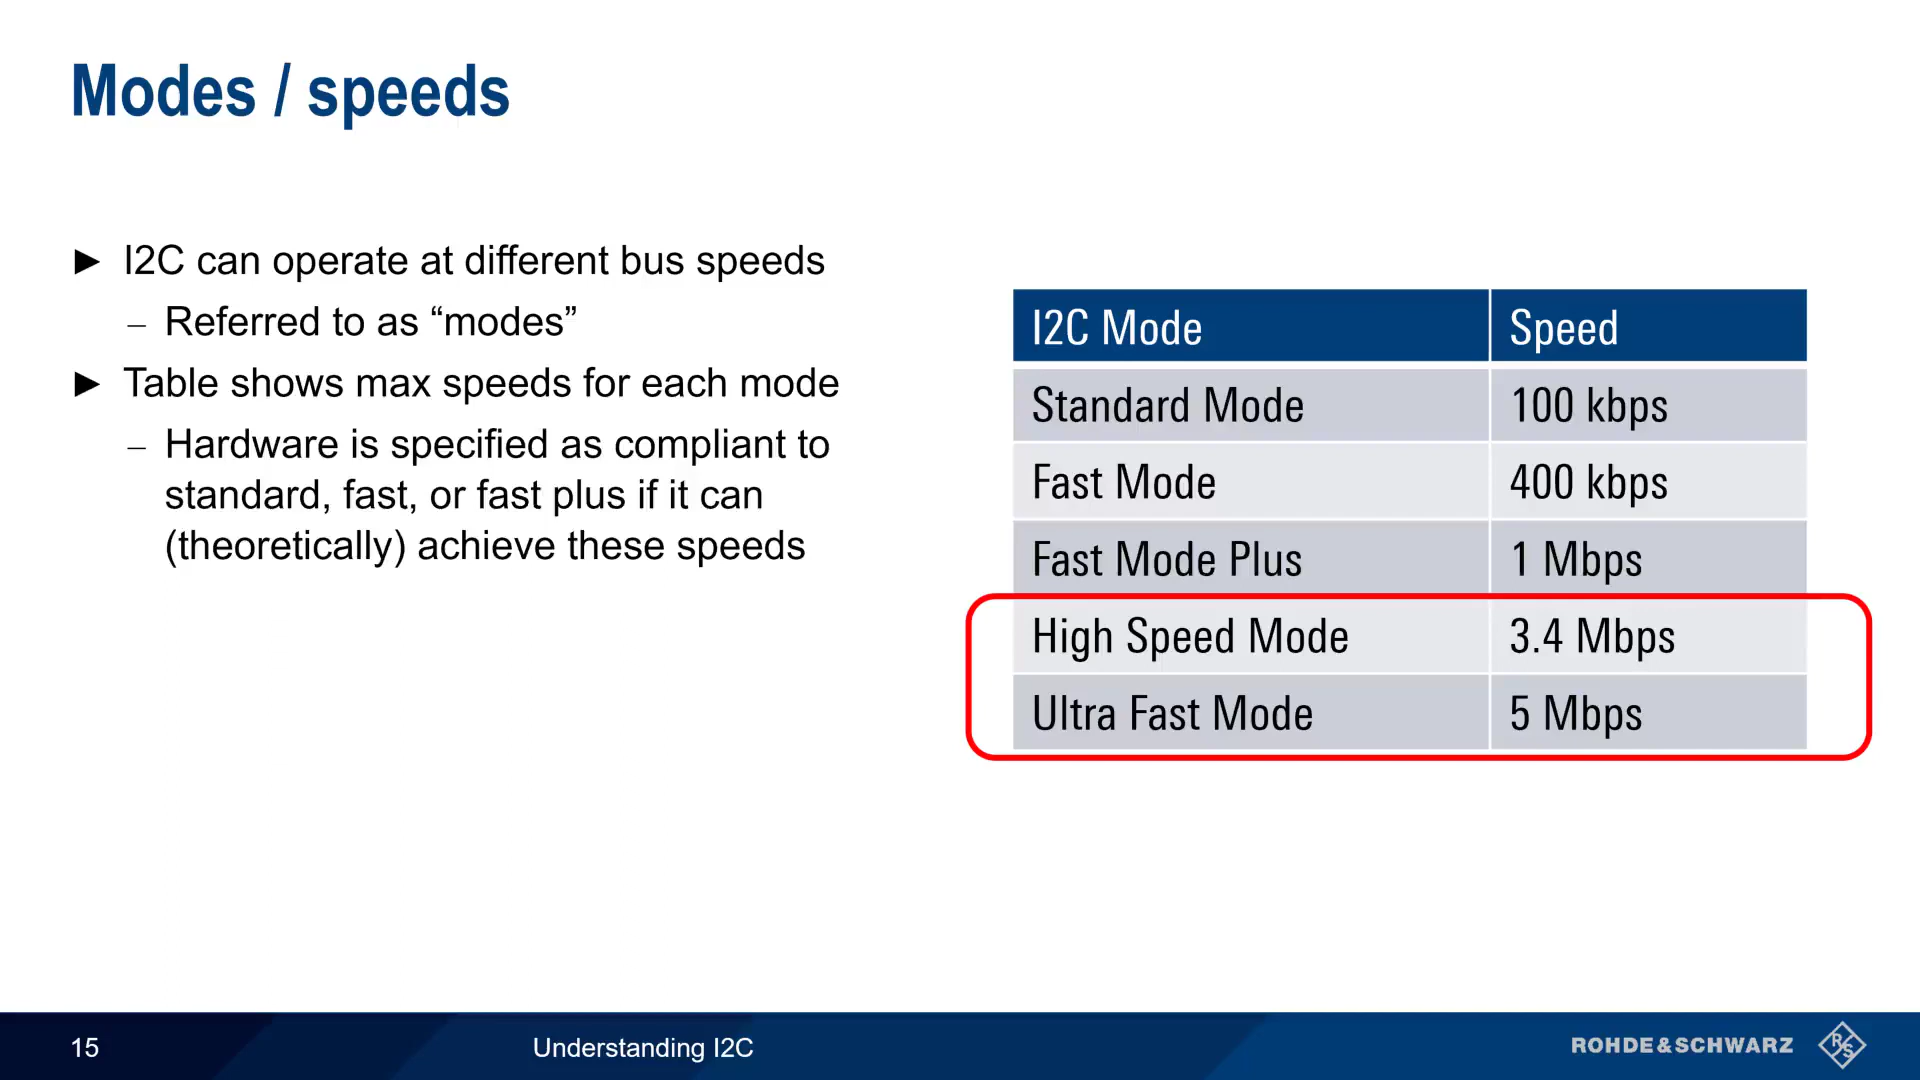 Modes / speeds
► I2C can operate at different bus speeds
– Referred to as “modes”
► Table shows max speeds for each mode
– Hardware is specified as compliant to
standard, fast, or fast plus if it can
(theoretically) achieve these speeds
I2C Mode Speed
Standard Mode 100 kbps
Fast Mode 400 kbps
Fast Mode Plus 1 Mbps
High Speed Mode 3.4 Mbps
Ultra Fast Mode 5 Mbps
15 Understanding I2C ROHDE&SCHWARZ RS